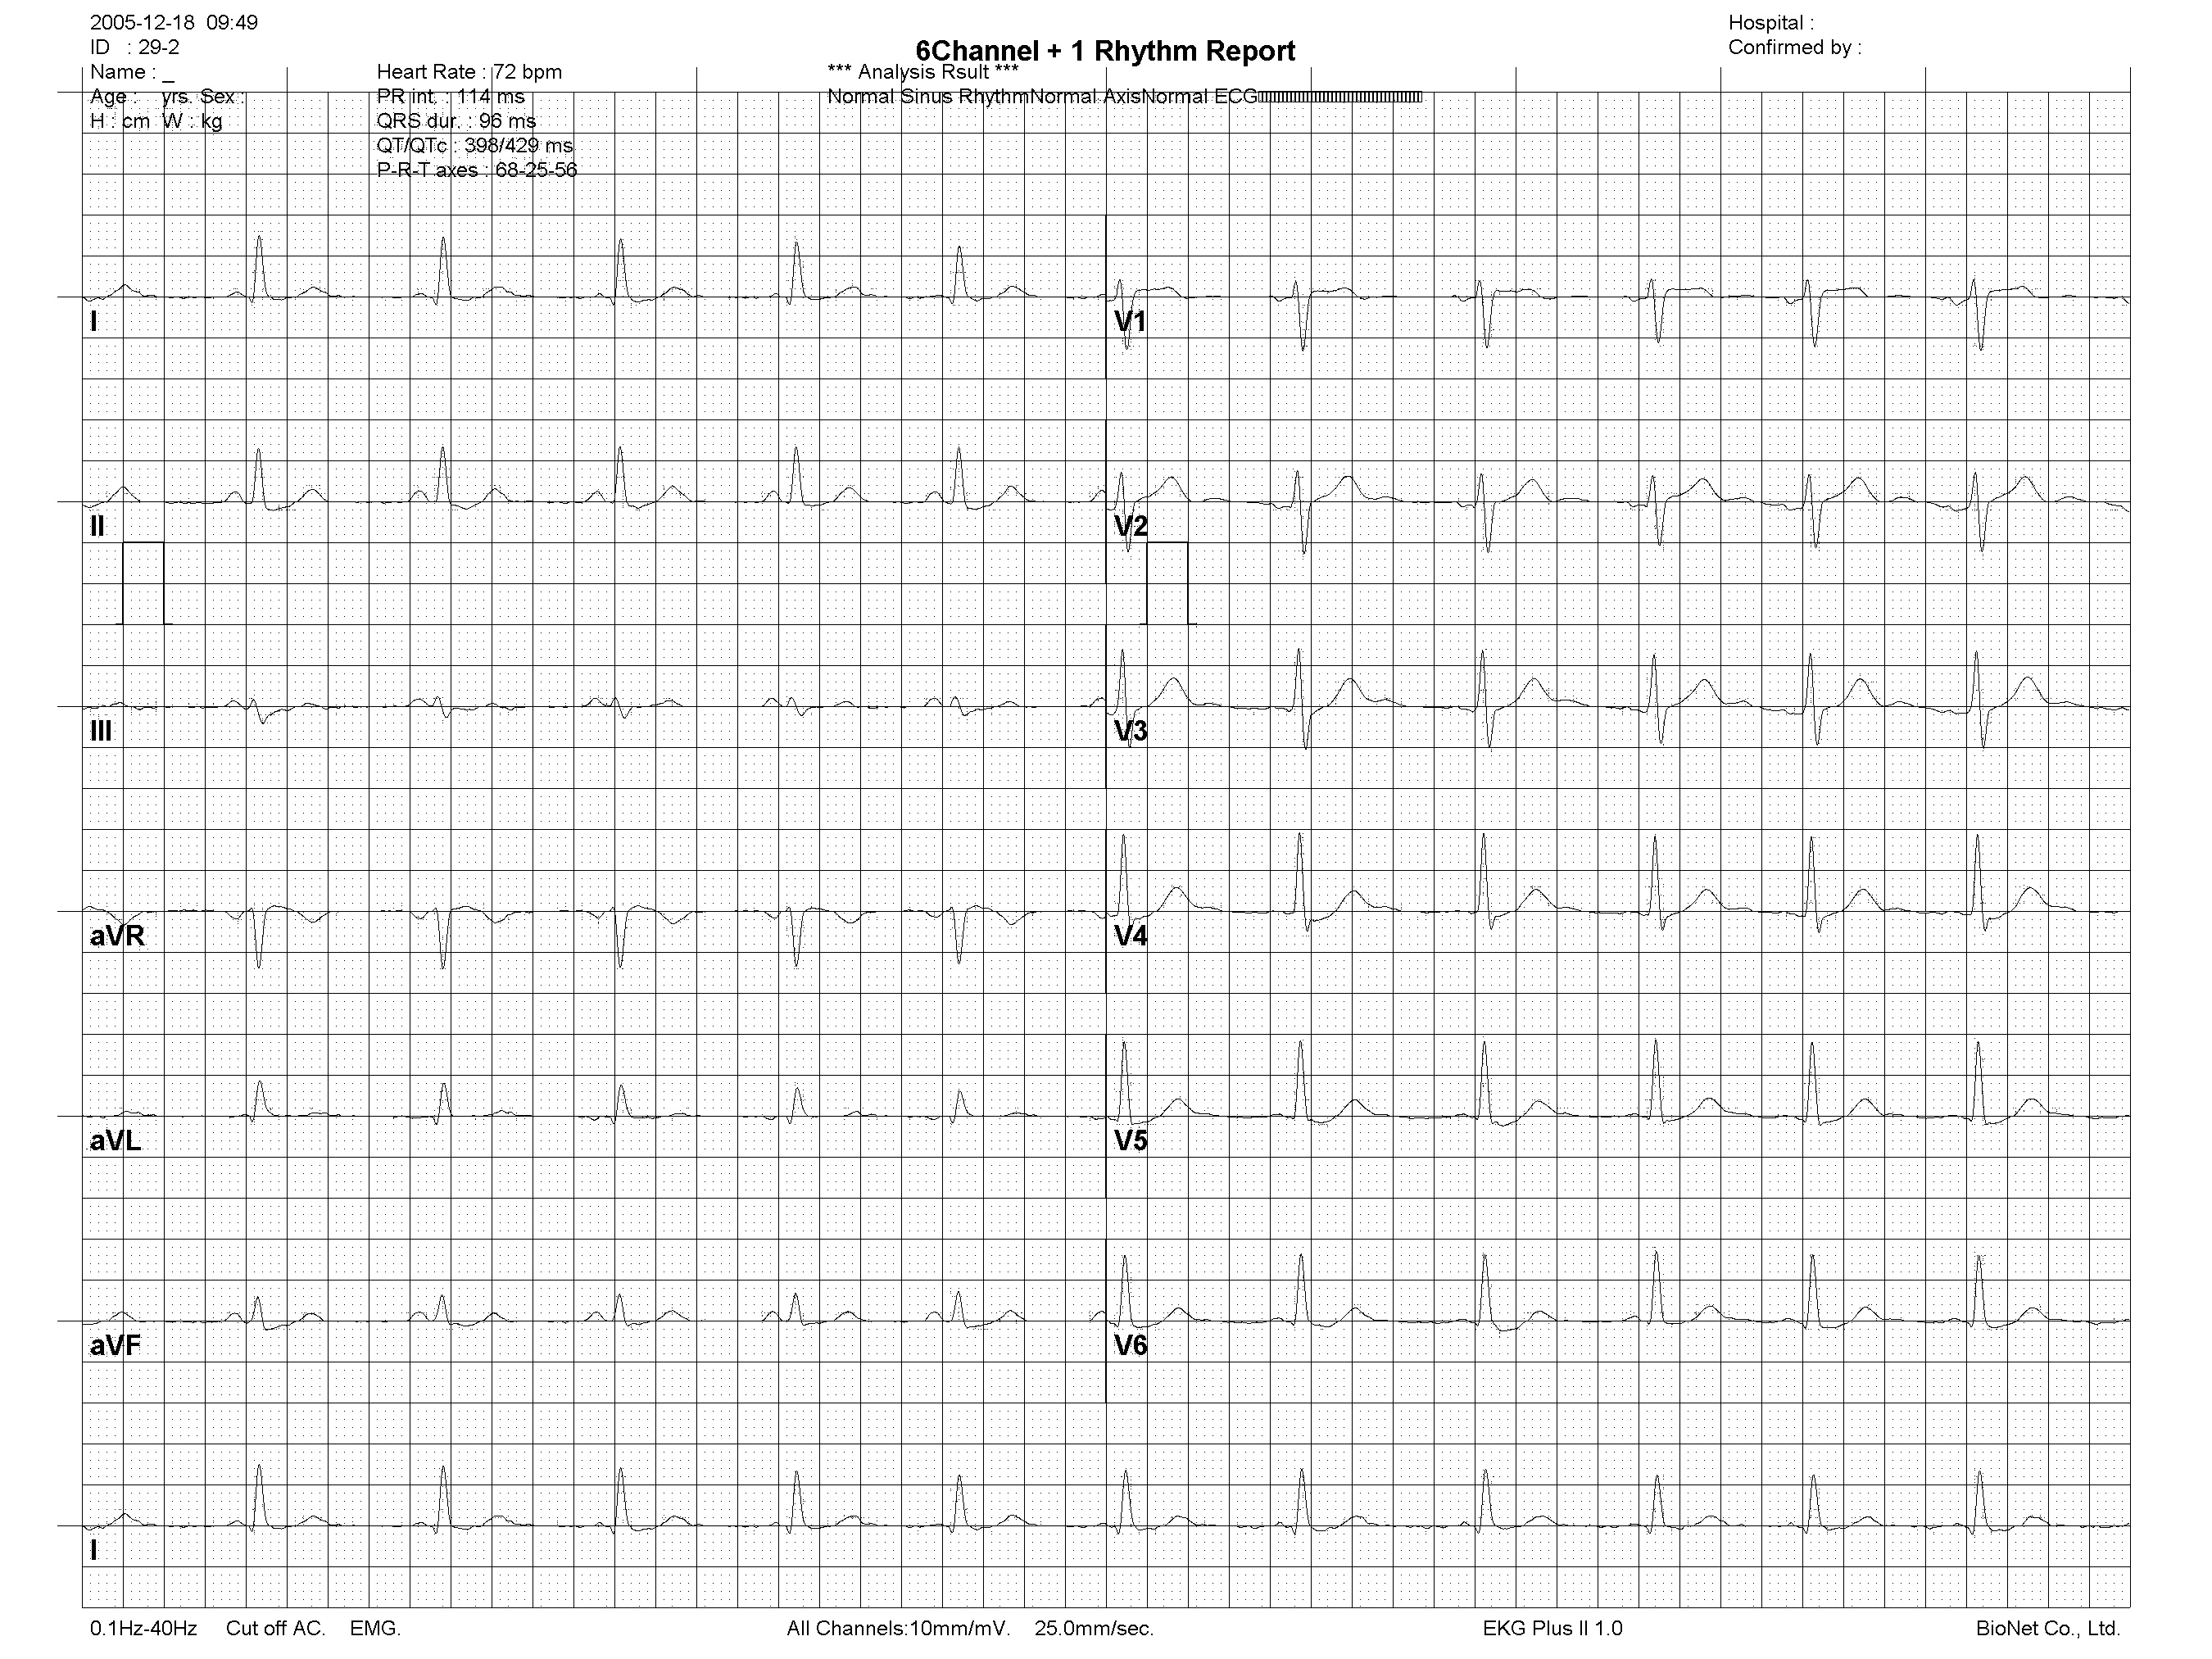 2005-12-18 09:49
ID : 29-2
Name : _
Age : yrs. Sex :
H : cm W : kg
Heart Rate : 72 bpm
PR int. : 114 ms
QRS dur. : 96 ms
QT/QTc : 398/429 ms
P-R-T axes : 68-25-56
6Channel + 1 Rhythm Report
*** Analysis Rsult ***
Normal Sinus RhythmNormal AxisNormal ECG
Hospital :
Confirmed by :
I
V1
II
V2
III
V3
aVR
V4
aVL
V5
aVF
V6
I
0.1Hz-40Hz Cut off AC. EMG. All Channels:10mm/mV. 25.0mm/sec. EKG Plus II 1.0 BioNet Co., Ltd.